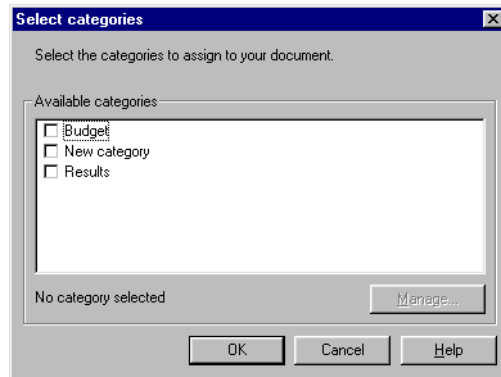 Select categories
Select the categories to assign to your document.
Available categories
Budget
New category
Results
No category selected
Manage...
OK Cancel Help